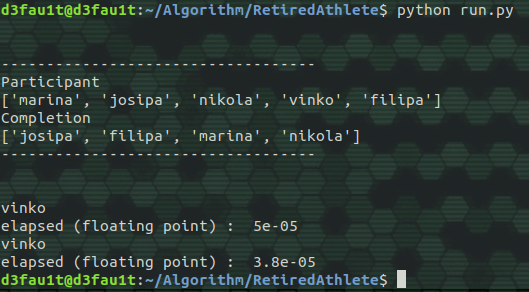 d3fau1t@d3fau1t:~/Algorithm/RetiredAthlete$ python run.py
-----------------------------------
Participant
['marina', 'josipa', 'nikola', 'vinko', 'filipa']
Completion
['josipa', 'filipa', 'marina', 'nikola']
-----------------------------------
vinko
elapsed (floating point) :  5e-05
vinko
elapsed (floating point) :  3.8e-05
d3fau1t@d3fau1t:~/Algorithm/RetiredAthlete$